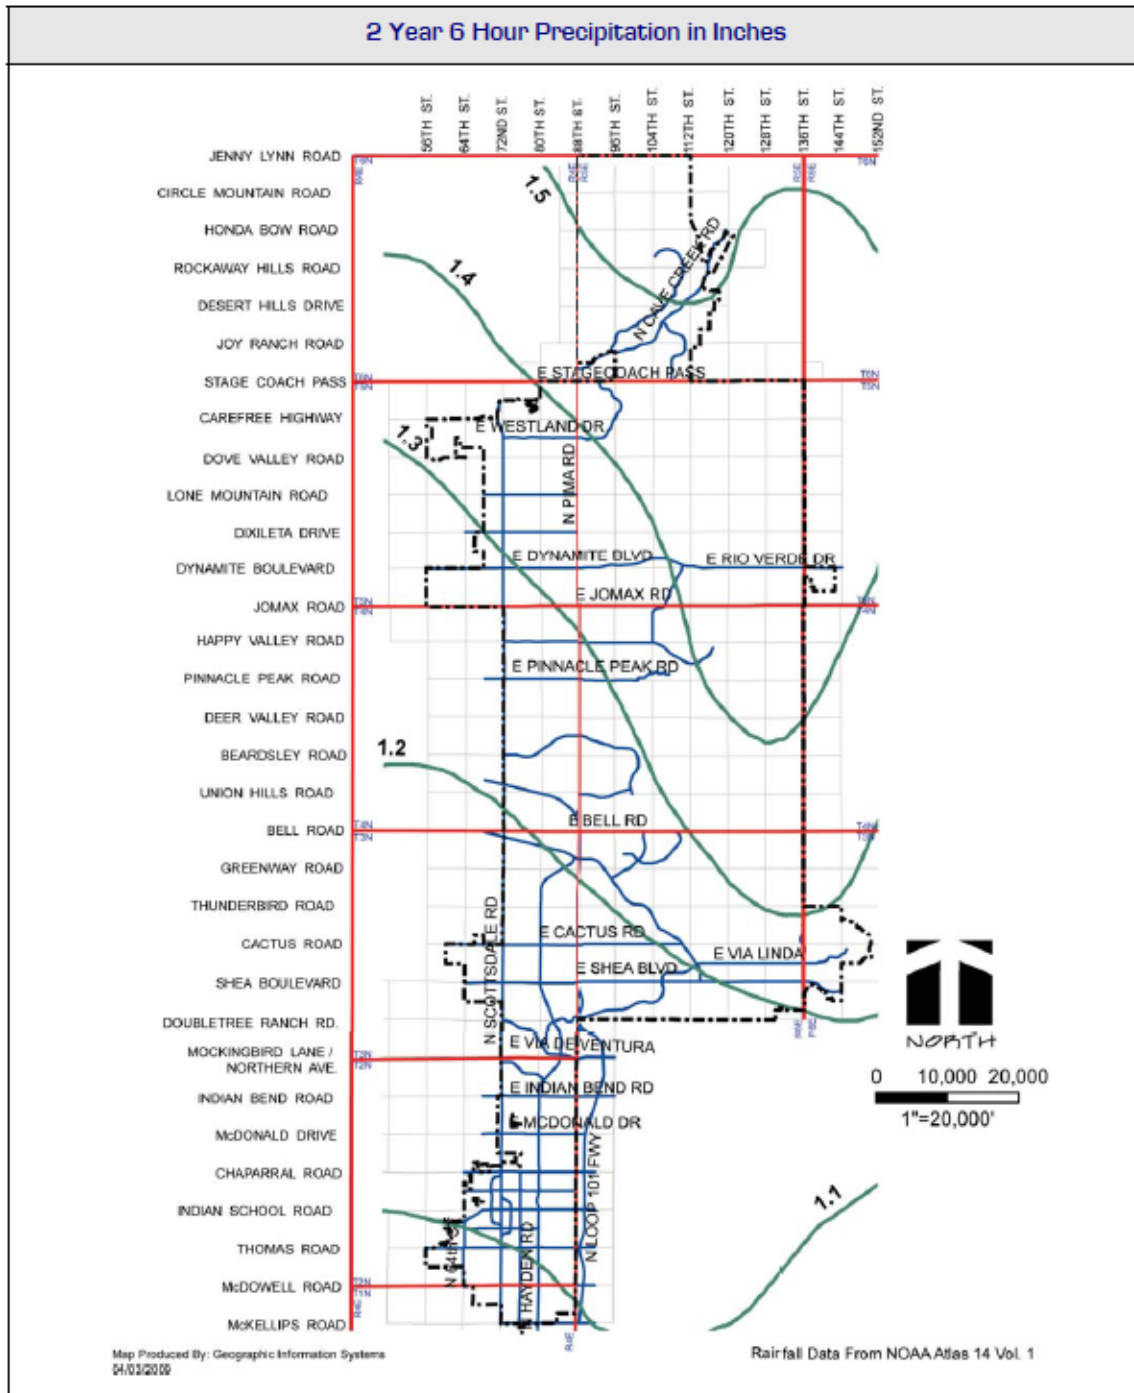 2 Year 6 Hour Precipitation in Inches
56TH ST.
64TH ST.
72ND ST.
80TH ST.
88TH ST.
96TH ST.
104TH ST.
112TH ST.
120TH ST.
128TH ST.
136TH ST.
144TH ST.
152ND ST.
JENNY LYNN ROAD
CIRCLE MOUNTAIN ROAD
1.5
HONDA BOW ROAD
ROCKAWAY HILLS ROAD
1.4
N CAVE CREEK RD
DESERT HILLS DRIVE
JOY RANCH ROAD
STAGE COACH PASS
E STAGECOACH PASS
CAREFREE HIGHWAY
E WESTLAND DR
1.3
DOVE VALLEY ROAD
N PIMA RD
LONE MOUNTAIN ROAD
DIXILETA DRIVE
E DYNAMITE BLVD
E RIO VERDE DR
DYNAMITE BOULEVARD
E JOMAX RD
JOMAX ROAD
HAPPY VALLEY ROAD
E PINNACLE PEAK RD
PINNACLE PEAK ROAD
DEER VALLEY ROAD
1.2
BEARDSLEY ROAD
UNION HILLS ROAD
E BELL RD
BELL ROAD
GREENWAY ROAD
THUNDERBIRD ROAD
N SCOTTSDALE RD
E CACTUS RD
CACTUS ROAD
E VIA LINDA
E SHEA BLVD
SHEA BOULEVARD
DOUBLETREE RANCH RD.
E VIA DE VENTURA
MOCKINGBIRD LANE /
NORTHERN AVE.
NORTH
0 10,000 20,000
1"=20,000'
E INDIAN BEND RD
INDIAN BEND ROAD
E MCDONALD DR
McDONALD DRIVE
CHAPARRAL ROAD
N LOOP 101 FWY
1.1
INDIAN SCHOOL ROAD
N HAYDEN RD
N 64TH ST
THOMAS ROAD
McDOWELL ROAD
McKELLIPS ROAD
Map Produced By: Geographic Information Systems
04/03/2009
Rainfall Data From NOAA Atlas 14 Vol. 1